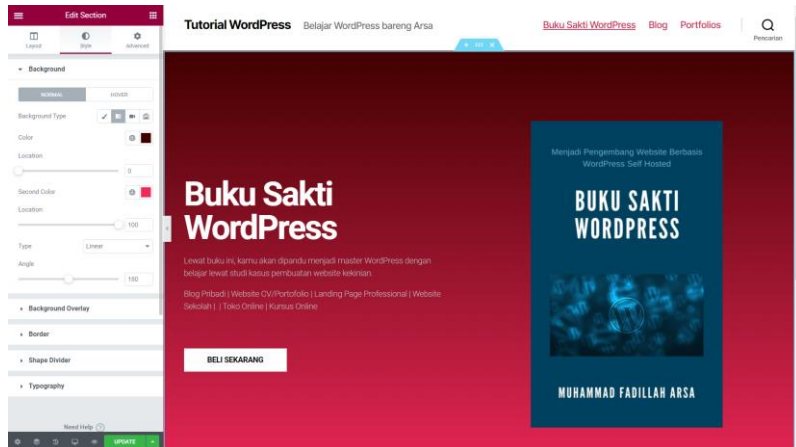 Edit Section
Layout
Style
Advanced
Background
NORMAL
HOVER
Background Type
Color
Location
0
Second Color
Location
100
Type
Linear
Angle
180
Background Overlay
Border
Shape Divider
Typography
Need Help
UPDATE
Tutorial WordPress Belajar WordPress bareng Arsa
Buku Sakti WordPress Blog Portfolios
Pencarian
Buku Sakti
WordPress
Lewat buku ini, kamu akan dipandu menjadi master WordPress dengan
belajar lewat studi kasus pembuatan website kekinian.
Blog Pribadi | Website CV/Portofolio | Landing Page Professional | Website
Sekolah | | Toko Online | Kursus Online
BELI SEKARANG
Menjadi Pengembang Website Berbasis
WordPress Self Hosted
BUKU SAKTI
WORDPRESS
MUHAMMAD FADILLAH ARSA